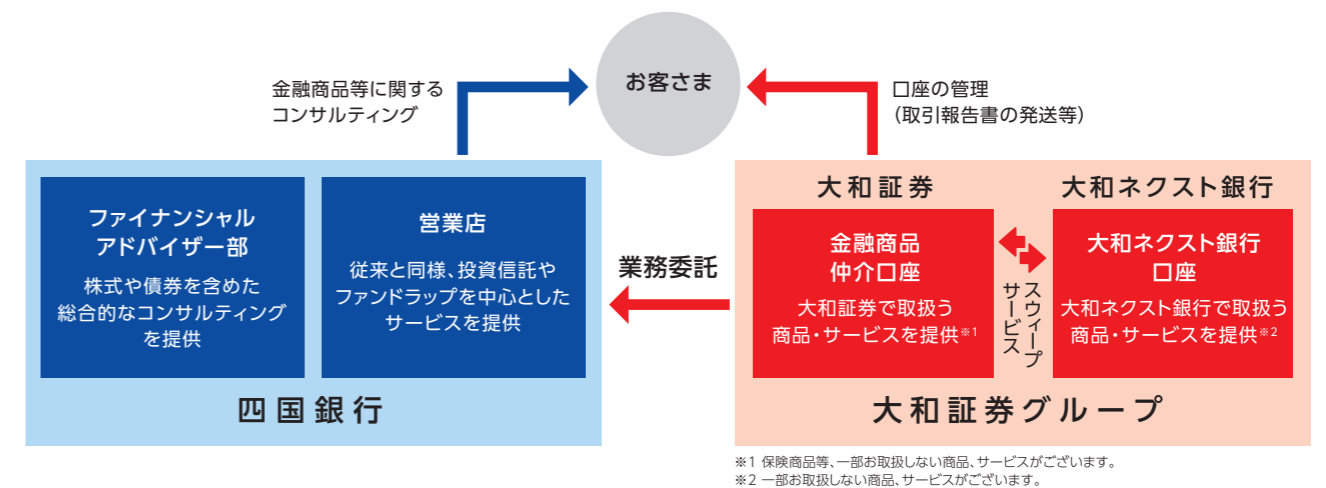 お客さま
金融商品等に関する
コンサルティング
口座の管理
（取引報告書の発送等）
ファイナンシャル
アドバイザー部
株式や債券を含めた
総合的なコンサルティング
を提供
営業店
従来と同様、投資信託や
ファンドラップを中心とした
サービスを提供
四国銀行
業務委託
大和証券
金融商品
仲介口座
大和証券で取扱う
商品・サービスを提供※1
スウィープ
サービス
大和ネクスト銀行
大和ネクスト銀行
口座
大和ネクスト銀行で取扱う
商品・サービスを提供※2
大和証券グループ
※1 保険商品等、一部お取扱しない商品、サービスがございます。
※2 一部お取扱しない商品、サービスがございます。